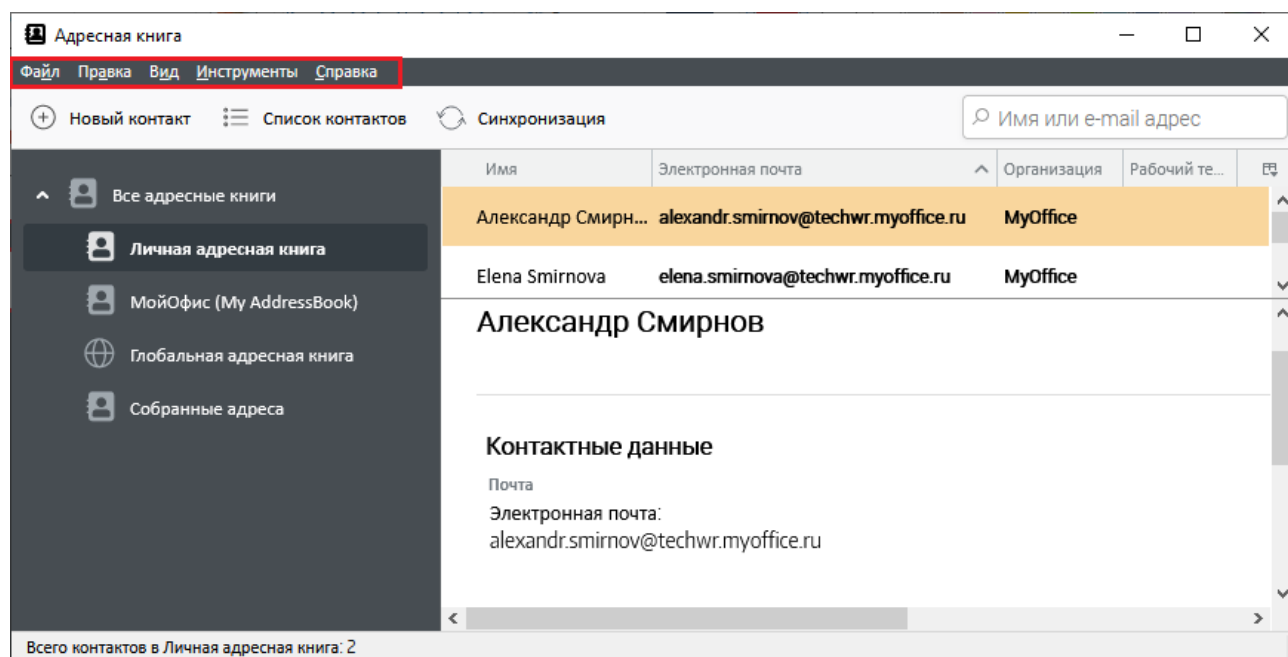 Адресная книга
Файл Правка Вид Инструменты Справка
Новый контакт Список контактов Синхронизация Имя или e-mail адрес
Имя Электронная почта Организация Рабочий те...
Все адресные книги
Личная адресная книга
МойОфис (My AddressBook)
Глобальная адресная книга
Собранные адреса
Александр Смирн... alexandr.smirnov@techwr.myoffice.ru MyOffice
Elena Smirnova elena.smirnova@techwr.myoffice.ru MyOffice
Александр Смирнов
Контактные данные
Почта
Электронная почта:
alexandr.smirnov@techwr.myoffice.ru
Всего контактов в Личная адресная книга: 2